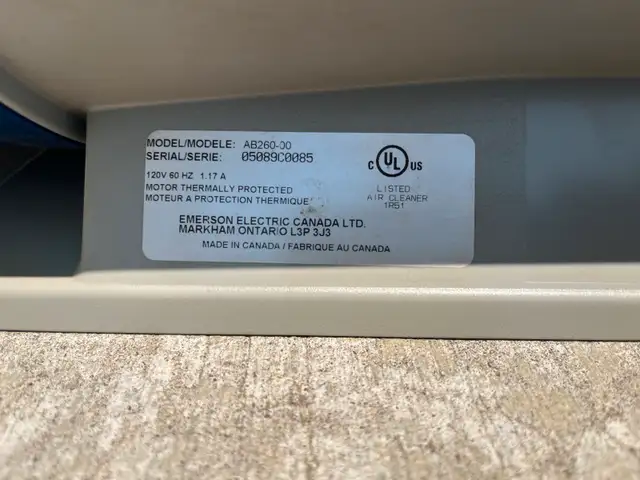 MODEL/MODELE: AB260-00
SERIAL/SERIE: 05089C0085
120V 60 HZ 1.17 A
MOTOR THERMALLY PROTECTED
MOTEUR A PROTECTION THERMIQUE
C UL US
LISTED
AIR CLEANER
1R51
EMERSON ELECTRIC CANADA LTD.
MARKHAM ONTARIO L3P 3J3
MADE IN CANADA / FABRIQUE AU CANADA